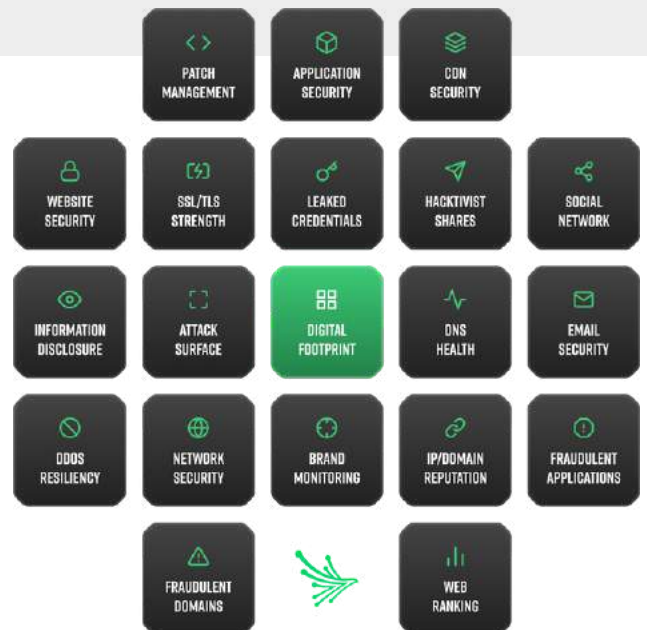 PATCH
MANAGEMENT
APPLICATION
SECURITY
CDN
SECURITY
WEBSITE
SECURITY
SSL/TLS
STRENGTH
LEAKED
CREDENTIALS
HACKTIVIST
SHARES
SOCIAL
NETWORK
INFORMATION
DISCLOSURE
ATTACK
SURFACE
DIGITAL
FOOTPRINT
DNS
HEALTH
EMAIL
SECURITY
DDOS
RESILIENCY
NETWORK
SECURITY
BRAND
MONITORING
IP/DOMAIN
REPUTATION
FRAUDULENT
APPLICATIONS
FRAUDULENT
DOMAINS
WEB
RANKING